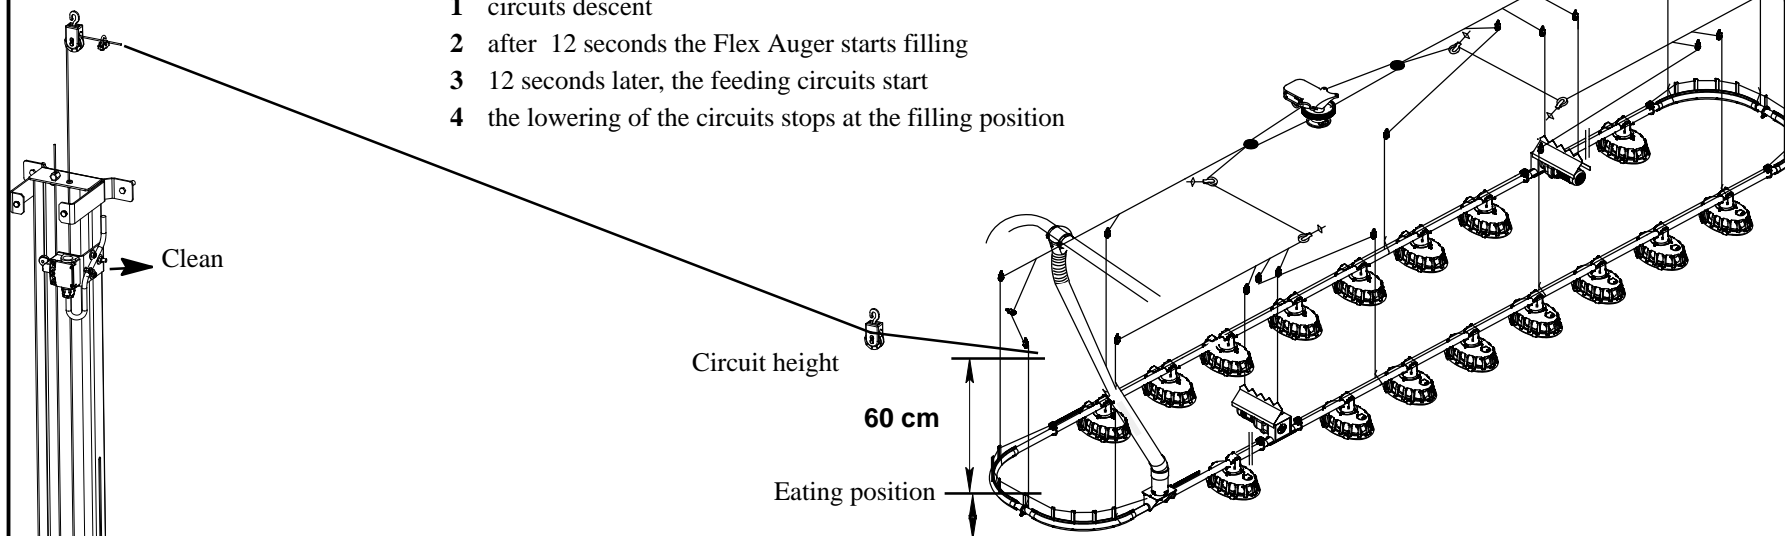 1 circuits descent
2 after 12 seconds the Flex Auger starts filling
3 12 seconds later, the feeding circuits start
4 the lowering of the circuits stops at the filling position
Clean
Circuit height
60 cm
Eating position